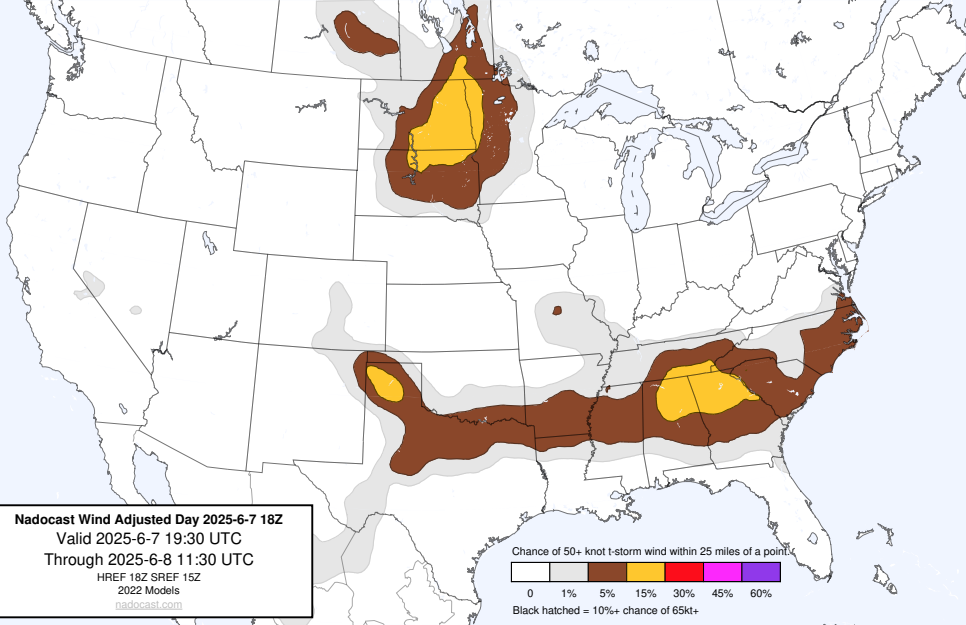 Nadocast Wind Adjusted Day 2025-6-7 18Z
Valid 2025-6-7 19:30 UTC
Through 2025-6-8 11:30 UTC
HREF 18Z SREF 15Z
2022 Models
nadocast.com
Chance of 50+ knot t-storm wind within 25 miles of a point.
0 1% 5% 15% 30% 45% 60%
Black hatched = 10%+ chance of 65kt+